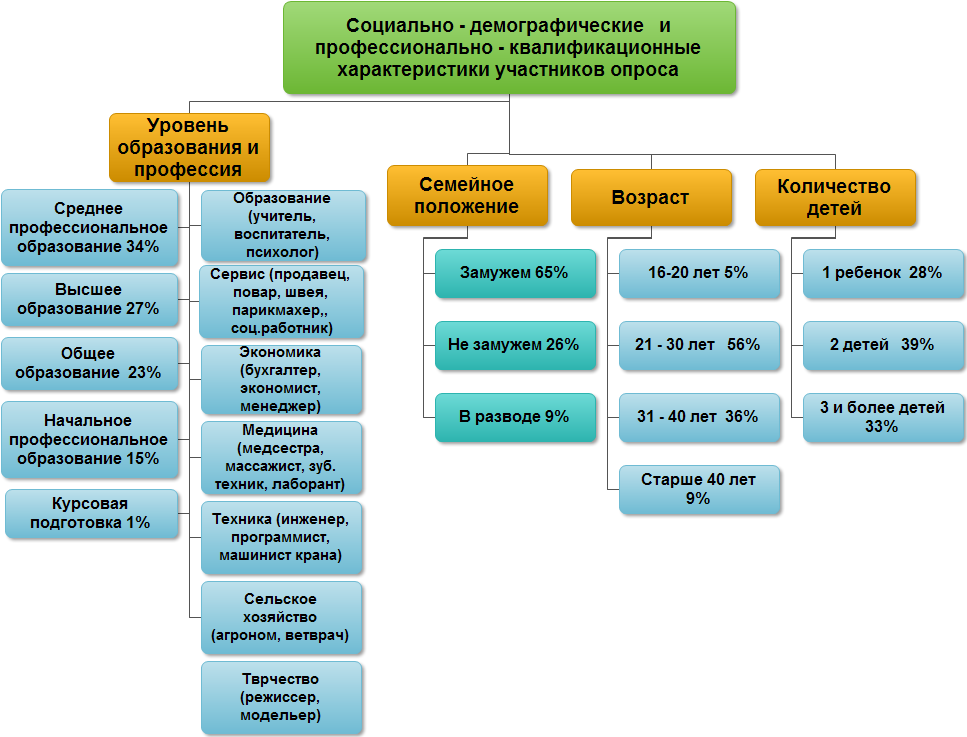 Социально - демографические и
профессионально - квалификационные
характеристики участников опроса
Уровень
образования и
профессия
Среднее
профессиональное
образование 34%
Высшее
образование 27%
Общее
образование 23%
Начальное
профессиональное
образование 15%
Курсовая
подготовка 1%
Образование
(учитель,
воспитатель,
психолог)
Сервис (продавец,
повар, швея,
парикмахер,,
соц.работник)
Экономика
(бухгалтер,
экономист,
менеджер)
Медицина
(медсестра,
массажист, зуб.
техник, лаборант)
Техника (инженер,
программист,
машинист крана)
Сельское
хозяйство
(агроном, ветврач)
Тврчество
(режиссер,
модельер)
Семейное
положение
Замужем 65%
Не замужем 26%
В разводе 9%
Возраст
16-20 лет 5%
21 - 30 лет 56%
31 - 40 лет 36%
Старше 40 лет
9%
Количество
детей
1 ребенок 28%
2 детей 39%
3 и более детей
33%